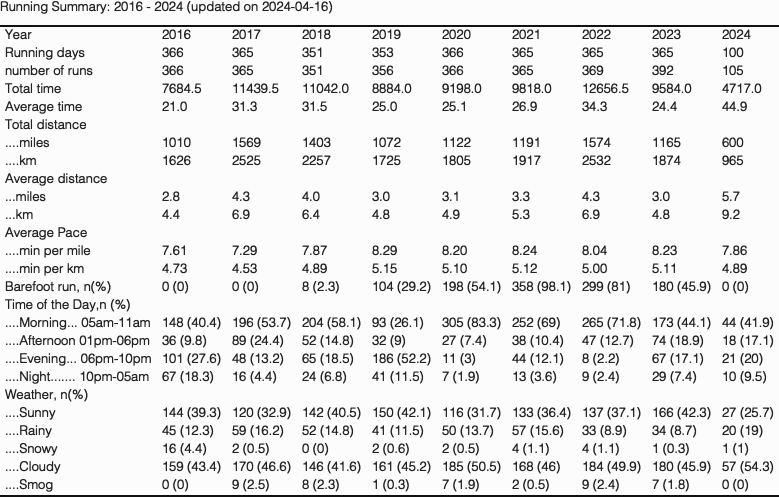 Running Summary: 2016 - 2024 (updated on 2024-04-16)
Year 2016 2017 2018 2019 2020 2021 2022 2023 2024
Running days 366 365 351 353 366 365 365 365 100
number of runs 366 365 351 356 366 365 369 392 105
Total time 7684.5 11439.5 11042.0 8884.0 9198.0 9818.0 12656.5 9584.0 4717.0
Average time 21.0 31.3 31.5 25.0 25.1 26.9 34.3 24.4 44.9
Total distance
....miles 1010 1569 1403 1072 1122 1191 1574 1165 600
....km 1626 2525 2257 1725 1805 1917 2532 1874 965
Average distance
...miles 2.8 4.3 4.0 3.0 3.1 3.3 4.3 3.0 5.7
...km 4.4 6.9 6.4 4.8 4.9 5.3 6.9 4.8 9.2
Average Pace
....min per mile 7.61 7.29 7.87 8.29 8.20 8.24 8.04 8.23 7.86
....min per km 4.73 4.53 4.89 5.15 5.10 5.12 5.00 5.11 4.89
Barefoot run, n(%) 0 (0) 0 (0) 8 (2.3) 104 (29.2) 198 (54.1) 358 (98.1) 299 (81) 180 (45.9) 0 (0)
Time of the Day,n (%)
....Morning... 05am-11am 148 (40.4) 196 (53.7) 204 (58.1) 93 (26.1) 305 (83.3) 252 (69) 265 (71.8) 173 (44.1) 44 (41.9)
....Afternoon 01pm-06pm 36 (9.8) 89 (24.4) 52 (14.8) 32 (9) 27 (7.4) 38 (10.4) 47 (12.7) 74 (18.9) 18 (17.1)
....Evening... 06pm-10pm 101 (27.6) 48 (13.2) 65 (18.5) 186 (52.2) 11 (3) 44 (12.1) 8 (2.2) 67 (17.1) 21 (20)
....Night....... 10pm-05am 67 (18.3) 16 (4.4) 24 (6.8) 41 (11.5) 7 (1.9) 13 (3.6) 9 (2.4) 29 (7.4) 10 (9.5)
Weather, n(%)
....Sunny 144 (39.3) 120 (32.9) 142 (40.5) 150 (42.1) 116 (31.7) 133 (36.4) 137 (37.1) 166 (42.3) 27 (25.7)
....Rainy 45 (12.3) 59 (16.2) 52 (14.8) 41 (11.5) 50 (13.7) 57 (15.6) 33 (8.9) 34 (8.7) 20 (19)
....Snowy 16 (4.4) 2 (0.5) 0 (0) 2 (0.6) 2 (0.5) 4 (1.1) 4 (1.1) 1 (0.3) 1 (1)
....Cloudy 159 (43.4) 170 (46.6) 146 (41.6) 161 (45.2) 185 (50.5) 168 (46) 184 (49.9) 180 (45.9) 57 (54.3)
....Smog 0 (0) 9 (2.5) 8 (2.3) 1 (0.3) 7 (1.9) 2 (0.5) 9 (2.4) 7 (1.8) 0 (0)